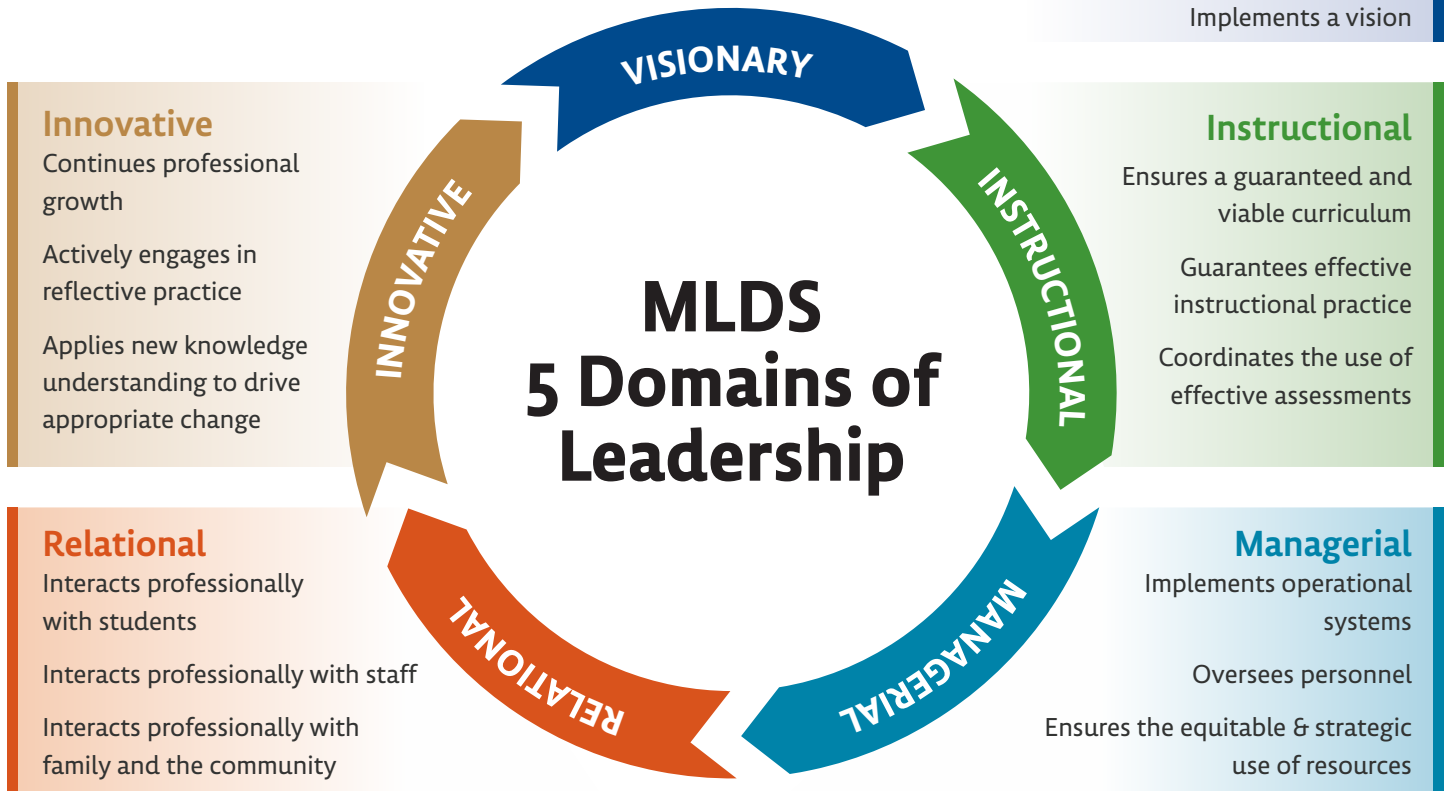 Implements a vision
VISIONARY
Innovative
Continues professional
growth
Actively engages in
reflective practice
Applies new knowledge
understanding to drive
appropriate change
INNOVATIVE
MLDS
5 Domains of
Leadership
INSTRUCTIONAL
Instructional
Ensures a guaranteed and
viable curriculum
Guarantees effective
instructional practice
Coordinates the use of
effective assessments
Relational
Interacts professionally
with students
Interacts professionally with staff
Interacts professionally with
family and the community
RELATIONAL
MANAGERIAL
Managerial
Implements operational
systems
Oversees personnel
Ensures the equitable & strategic
use of resources